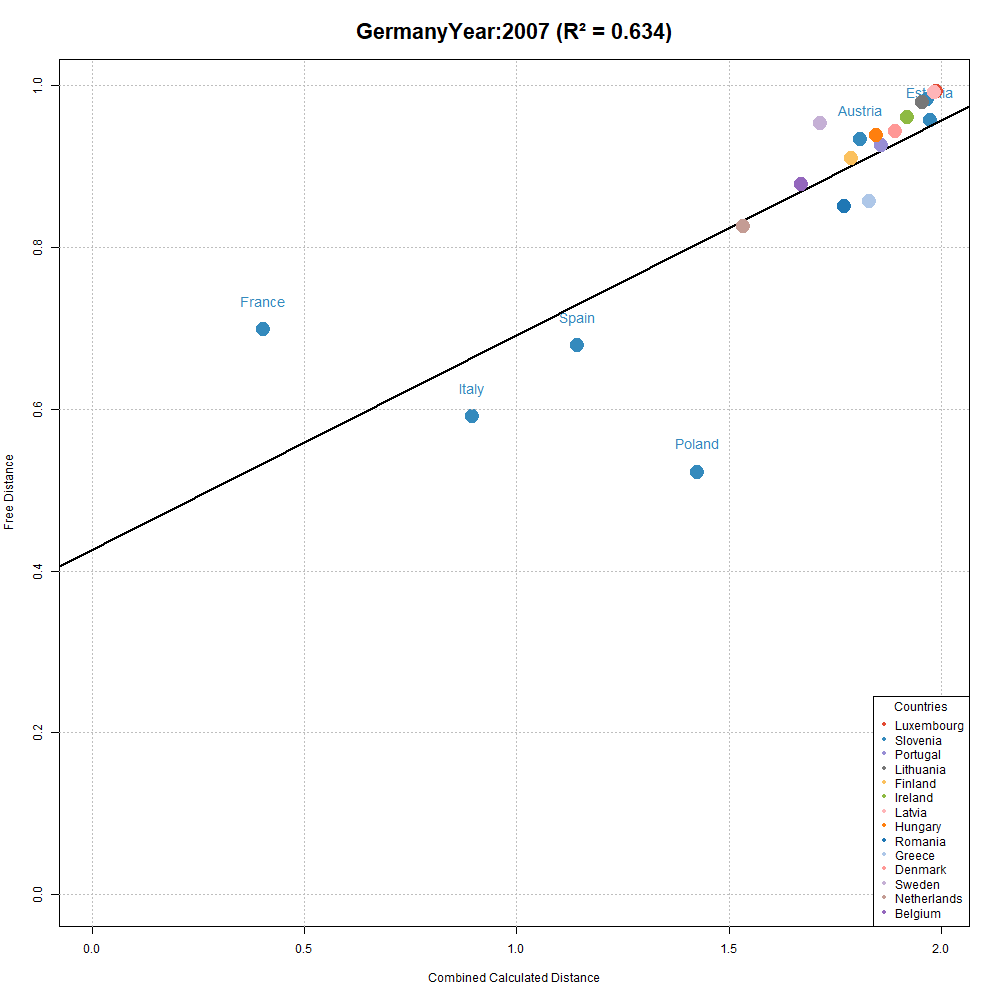 GermanyYear:2007 (R² = 0.634)
Estonia
Austria
France
Spain
Italy
Poland
1.0
0.8
0.6
0.4
0.2
0.0
Free Distance
Countries
Luxembourg
Slovenia
Portugal
Lithuania
Finland
Ireland
Latvia
Hungary
Romania
Greece
Denmark
Sweden
Netherlands
Belgium
0.0 0.5 1.0 1.5 2.0
Combined Calculated Distance